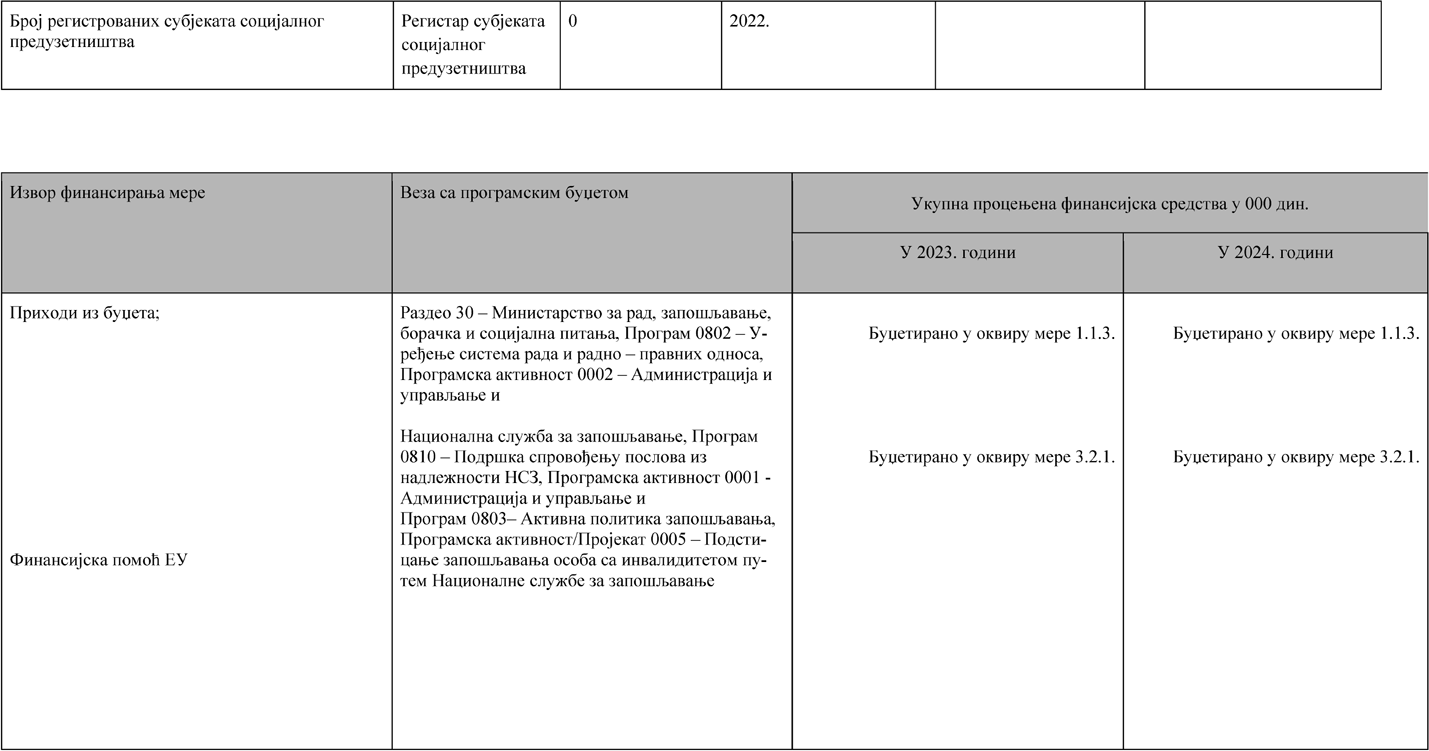 Број регистрованих субјеката социјалног
предузетништва
Регистар субјеката
социјалног
предузетништва
0
2022.
Извор финансирања мере
Веза са програмским буџетом
Укупна процењена финансијска средства у 000 дин.
У 2023. години
У 2024. години
Приходи из буџета;
Раздео 30 – Министарство за рад, запошљавање,
борачка и социјална питања, Програм 0802 – У-
ређење система рада и радно – правних односа,
Програмска активност 0002 – Администрација и
управљање и
Буџетирано у оквиру мере 1.1.3.
Буџетирано у оквиру мере 1.1.3.
Национална служба за запошљавање, Програм
0810 – Подршка спровођењу послова из
надлежности НСЗ, Програмска активност 0001 -
Администрација и управљање и
Програм 0803– Активна политика запошљавања,
Програмска активност/Пројекат 0005 – Подсти-
цање запошљавања особа са инвалидитетом пу-
тем Националне службе за запошљавање
Буџетирано у оквиру мере 3.2.1.
Буџетирано у оквиру мере 3.2.1.
Финансијска помоћ ЕУ